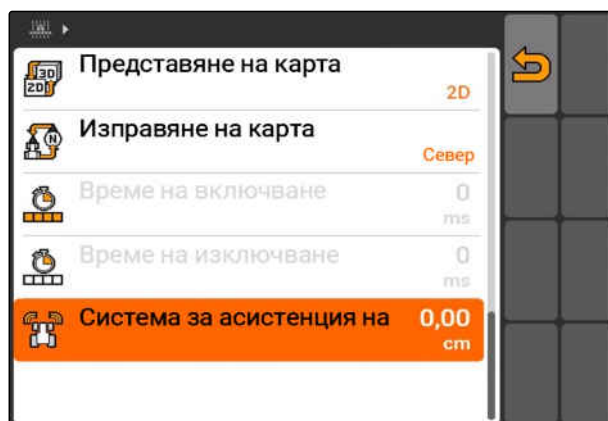 Представяне на карта
2D
Изправяне на карта
Север
Време на включване
0
ms
Време на изключване
0
ms
Система за асистенция на
0,00
cm